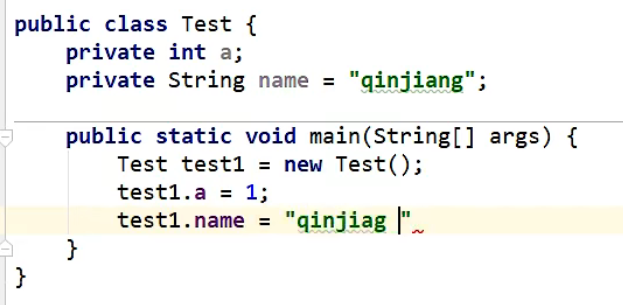 public class Test {
    private int a;
    private String name = "qinjiang";
    public static void main(String[] args) {
        Test test1 = new Test();
        test1.a = 1;
        test1.name = "qinjiag "
    }
}